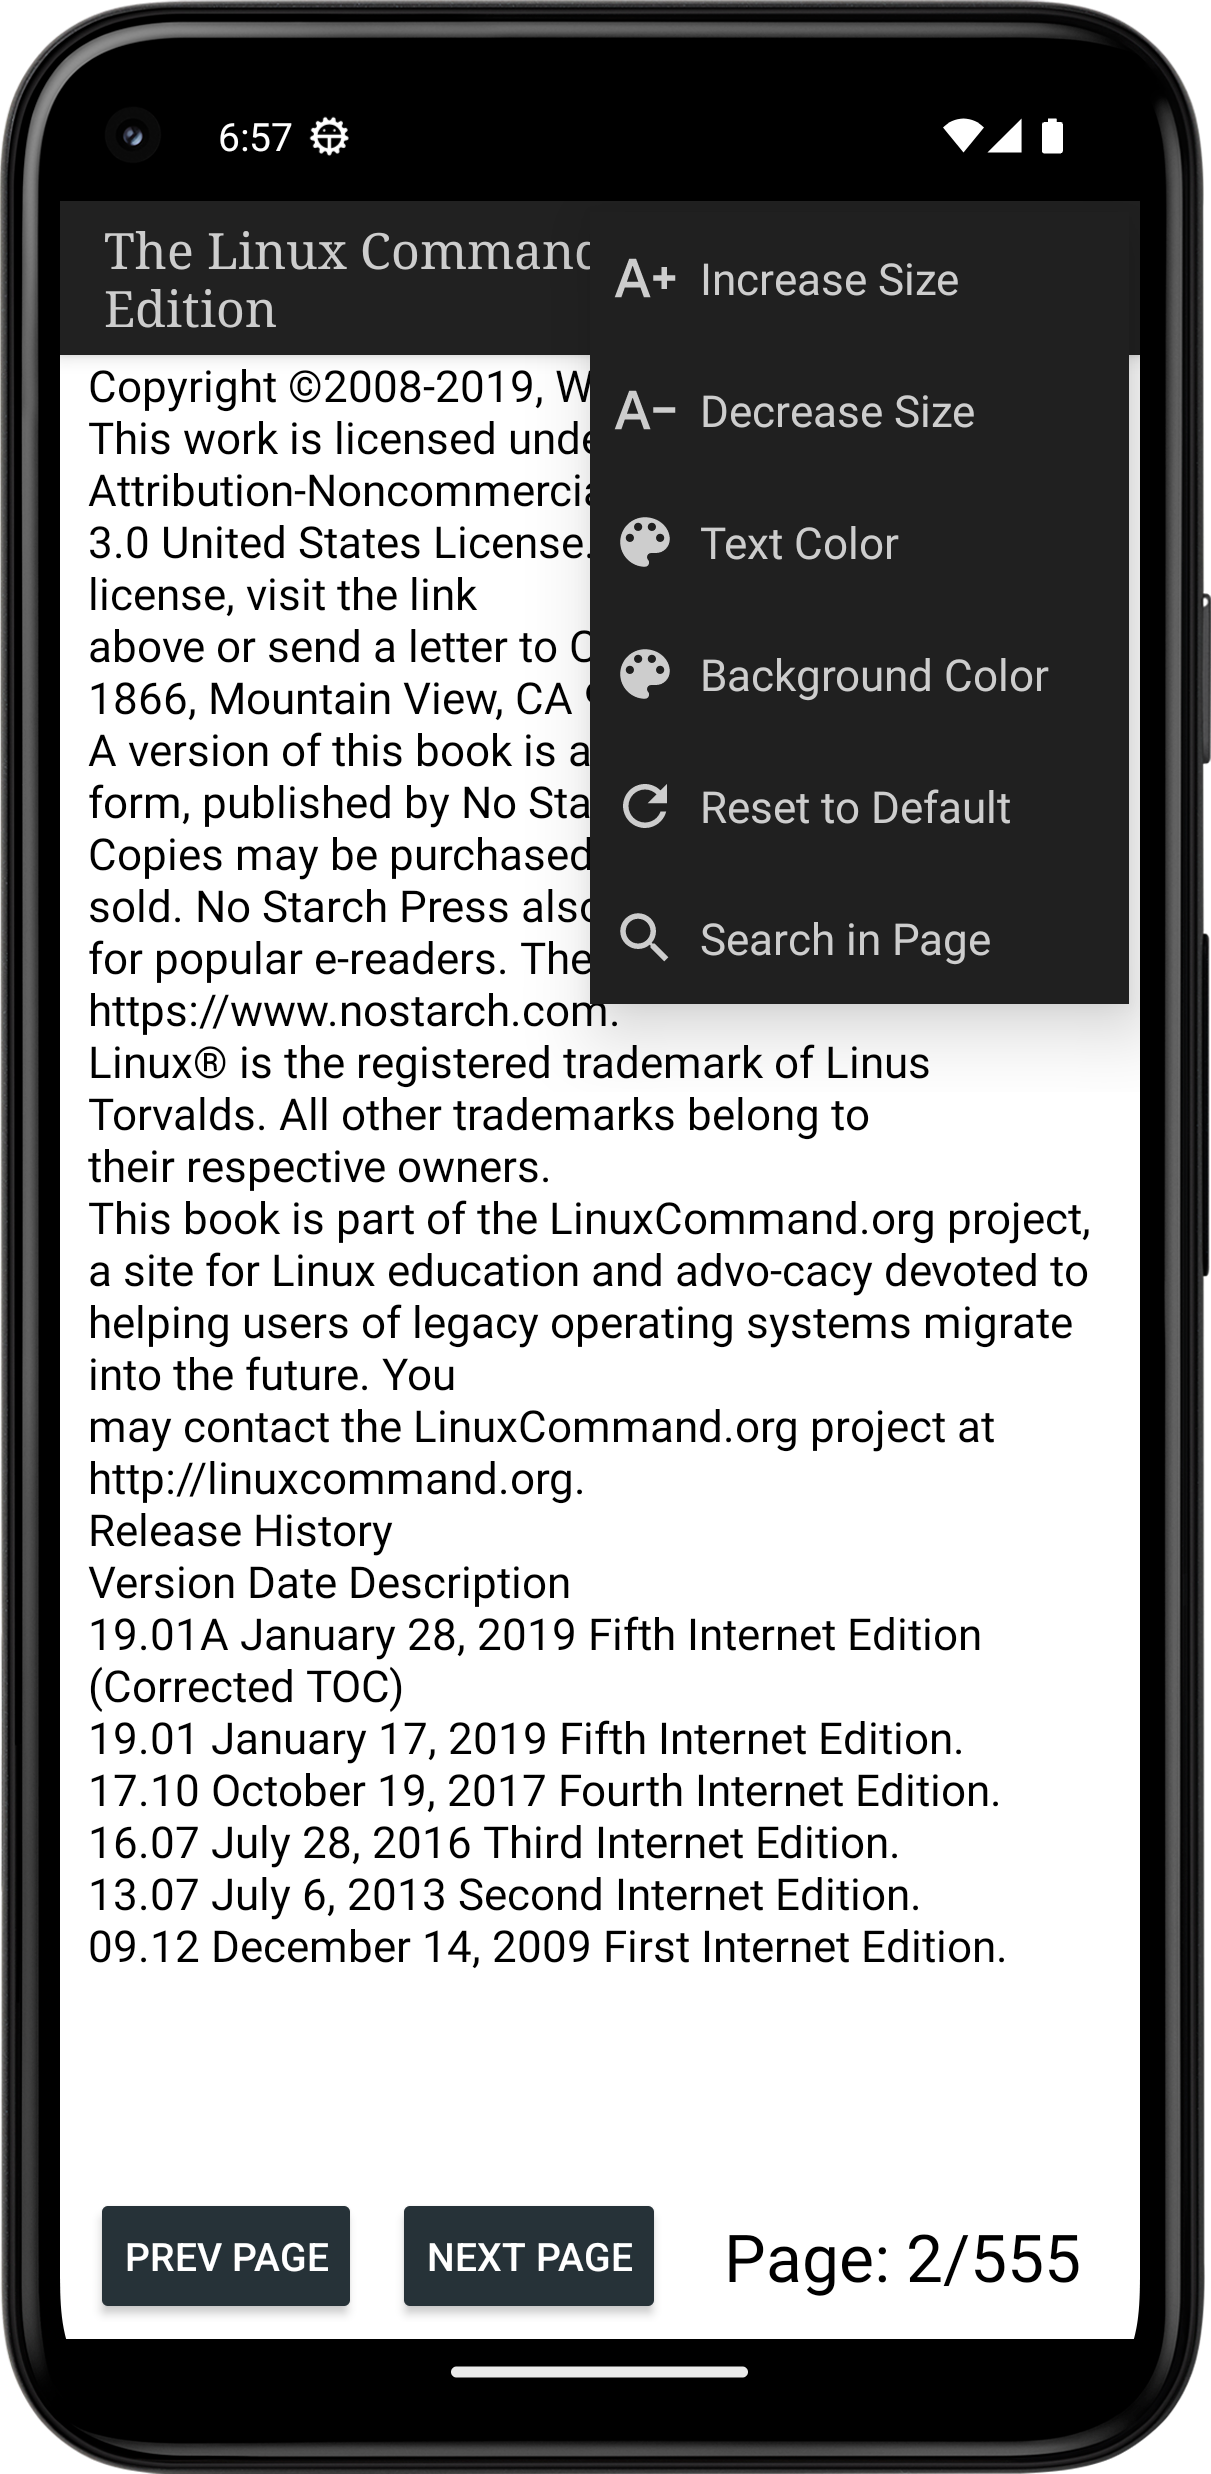 6:57
The Linux Command
Edition
A+ Increase Size
A- Decrease Size
Text Color
Background Color
Reset to Default
Search in Page
Copyright ©2008-2019,
This work is licensed
Attribution-Noncommercia
3.0 United States License.
license, visit the link
above or send a letter to
1866, Mountain View, CA
A version of this book is
form, published by No
Copies may be purchased
sold. No Starch Press also
for popular e-readers. The
https://www.nostarch.com.
Linux® is the registered trademark of Linus
Torvalds. All other trademarks belong to
their respective owners.
This book is part of the LinuxCommand.org project,
a site for Linux education and advo-cacy devoted to
helping users of legacy operating systems migrate
into the future. You
may contact the LinuxCommand.org project at
http://linuxcommand.org.
Release History
Version Date Description
19.01A January 28, 2019 Fifth Internet Edition
(Corrected TOC)
19.01 January 17, 2019 Fifth Internet Edition.
17.10 October 19, 2017 Fourth Internet Edition.
16.07 July 28, 2016 Third Internet Edition.
13.07 July 6, 2013 Second Internet Edition.
09.12 December 14, 2009 First Internet Edition.
PREV PAGE
NEXT PAGE
Page: 2/555